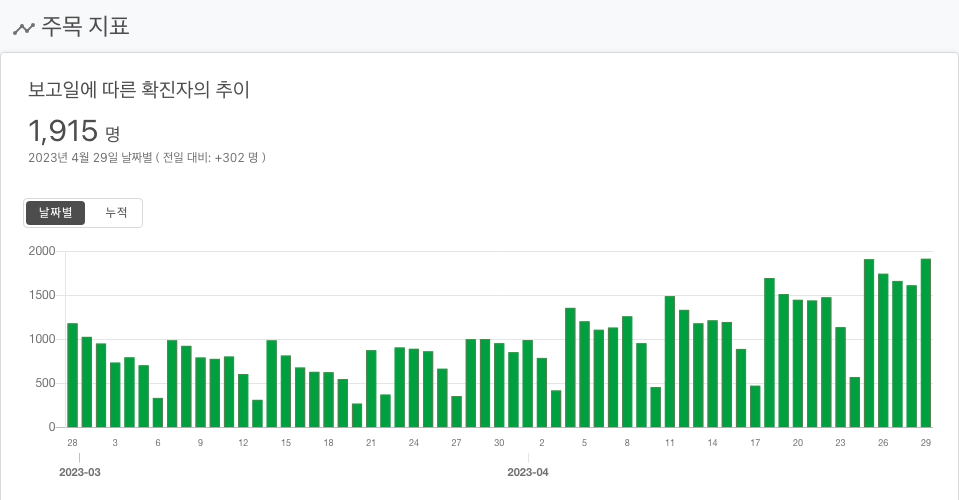 주목 지표
보고일에 따른 확진자의 추이
1,915 명
2023년 4월 29일 날짜별 ( 전일 대비: +302 명 )
날짜별 누적
2000
1500
1000
500
0
28 3 6 9 12 15 18 21 24 27 30 2 5 8 11 14 17 20 23 26 29
2023-03 2023-04